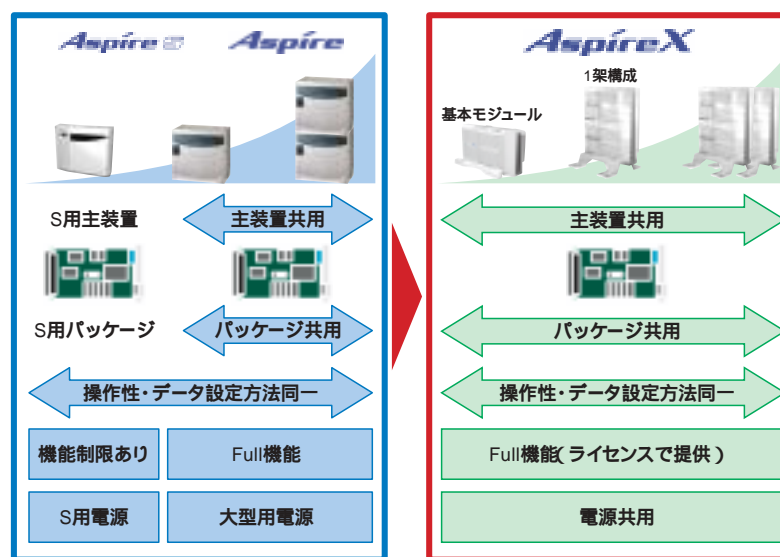 Aspire S Aspire
S用主装置
主装置共用
S用パッケージ
パッケージ共用
操作性・データ設定方法同一
機能制限あり
Full機能
S用電源
大型用電源
AspireX
1架構成
基本モジュール
主装置共用
パッケージ共用
操作性・データ設定方法同一
Full機能(ライセンスで提供)
電源共用